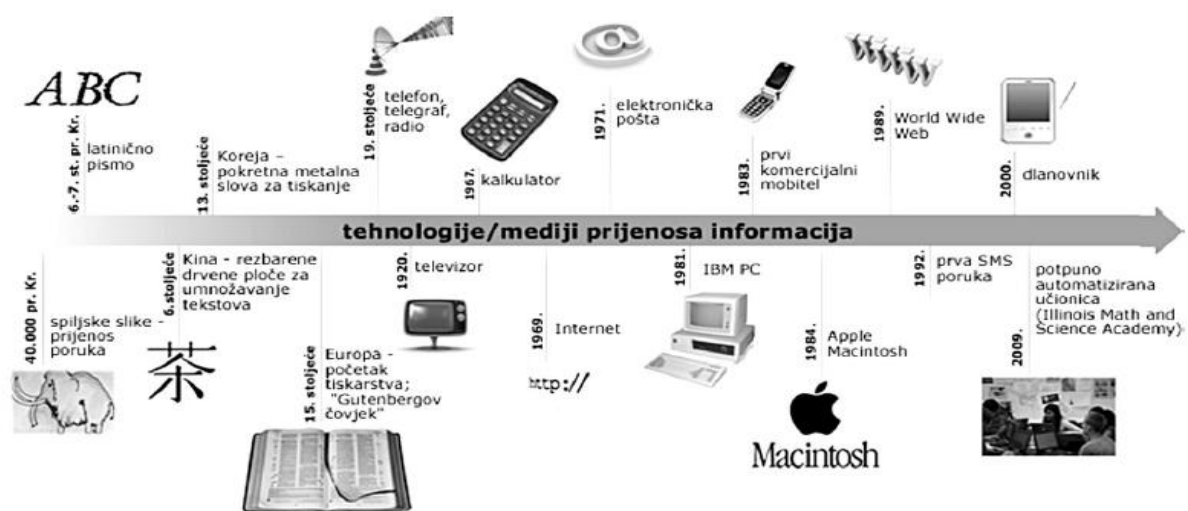 ABC
6.-7. st. pr. Kr.
latinično
pismo
13. stoljeće
Koreja –
pokretna metalna
slova za tiskanje
19. stoljeće
telefon,
telegraf,
radio
1967.
kalkulator
1971.
elektronička
pošta
1983.
prvi
komercijalni
mobitel
WWW
1989.
World Wide
Web
2000.
dlanovnik
tehnologije/mediji prijenosa informacija
40.000 pr. Kr.
spiljske slike -
prijenos
poruka
6.stoljeće
Kina - rezbarene
drvene ploče za
umnožavanje
tekstova
茶
15. stoljeće
Europa -
početak
tiskarstva;
"Gutenbergov
čovjek"
1920.
televizor
1969.
Internet
http://
1981.
IBM PC
1984.
Apple
Macintosh
Macintosh
1992.
prva SMS
poruka
2009.
potpuno
automatizirana
učionica
(Illinois Math and
Science Academy)